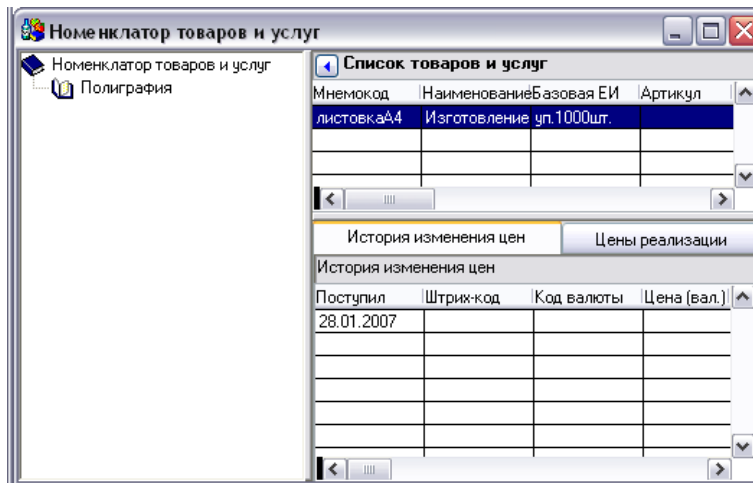 Номенклатор товаров и услуг
Номенклатор товаров и услуг
Полиграфия
Список товаров и услуг
Мнемокод Наименование Базовая ЕИ Артикул
листовкаА4 Изготовление уп.1000шт.
История изменения цен Цены реализации
История изменения цен
Поступил Штрих-код Код валюты Цена (вал.)
28.01.2007